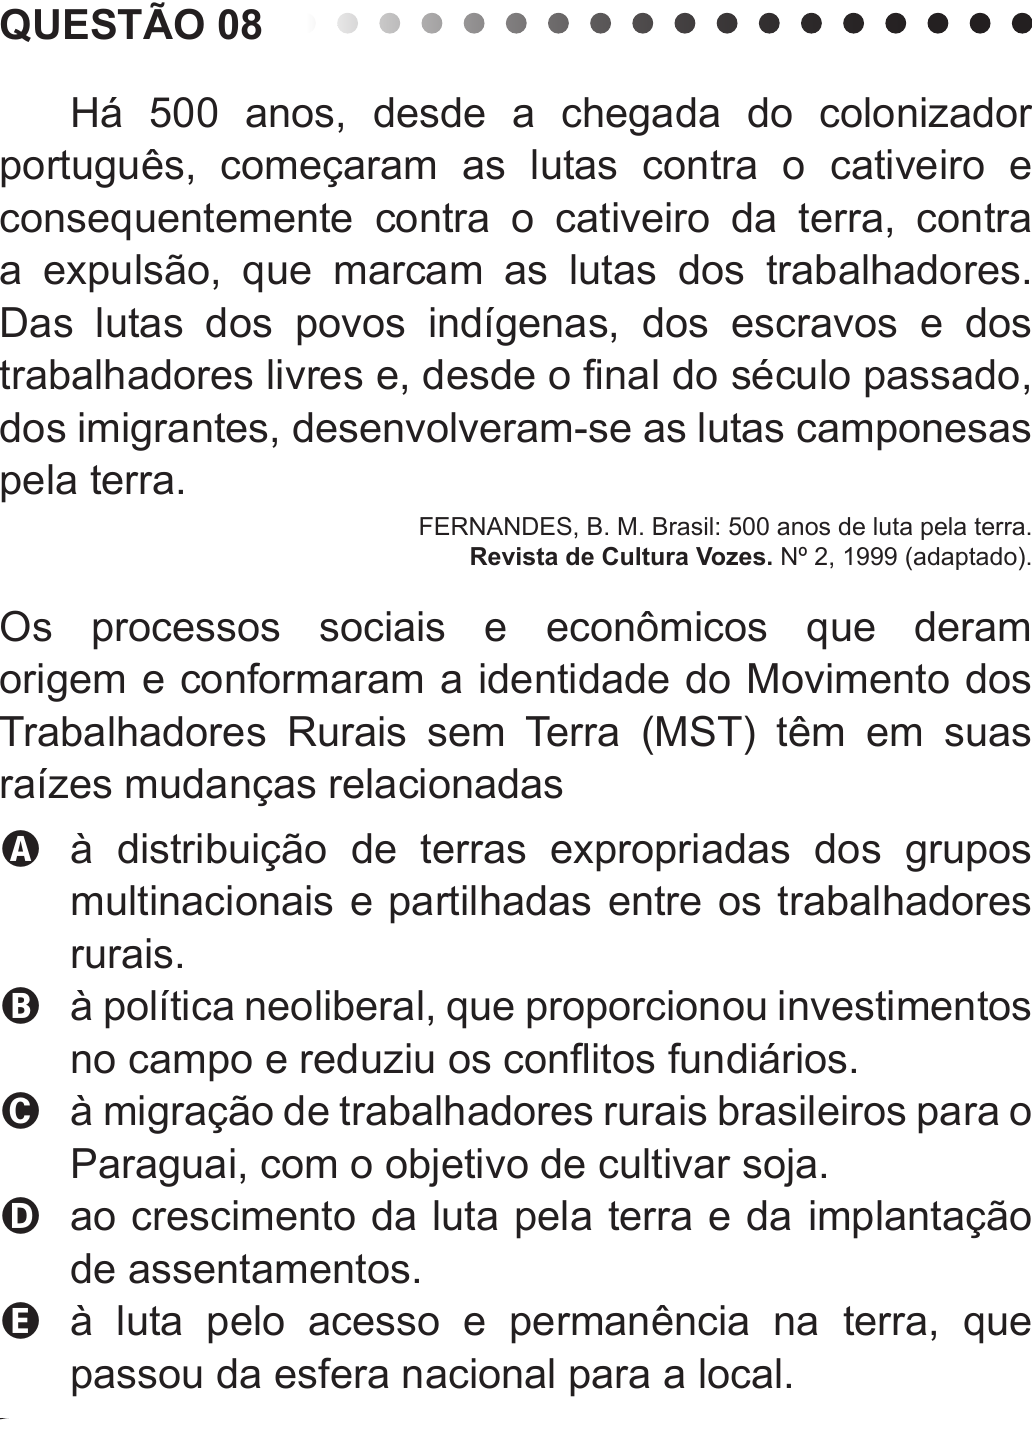 QUESTÃO 08
Há 500 anos, desde a chegada do colonizador
português, começaram as lutas contra o cativeiro e
consequentemente contra o cativeiro da terra, contra
a expulsão, que marcam as lutas dos trabalhadores.
Das lutas dos povos indígenas, dos escravos e dos
trabalhadores livres e, desde o final do século passado,
dos imigrantes, desenvolveram-se as lutas camponesas
pela terra.
FERNANDES, B. M. Brasil: 500 anos de luta pela terra.
Revista de Cultura Vozes. Nº 2, 1999 (adaptado).
Os processos sociais e econômicos que deram
origem e conformaram a identidade do Movimento dos
Trabalhadores Rurais sem Terra (MST) têm em suas
raízes mudanças relacionadas
A à distribuição de terras expropriadas dos grupos
multinacionais e partilhadas entre os trabalhadores
rurais.
B à política neoliberal, que proporcionou investimentos
no campo e reduziu os conflitos fundiários.
C à migração de trabalhadores rurais brasileiros para o
Paraguai, com o objetivo de cultivar soja.
D ao crescimento da luta pela terra e da implantação
de assentamentos.
E à luta pelo acesso e permanência na terra, que
passou da esfera nacional para a local.